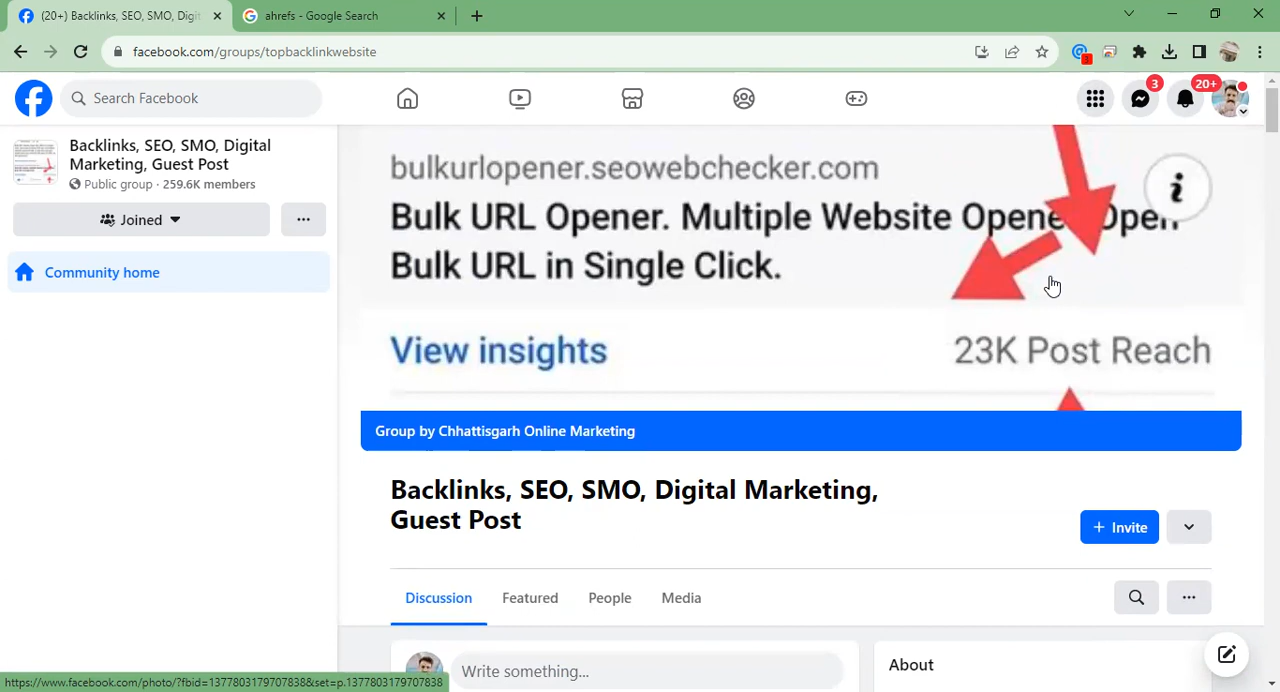 (20+) Backlinks, SEO, SMO, Digit
ahrefs - Google Search
facebook.com/groups/topbacklinkwebsite
3
Search Facebook
3
20+
Backlinks, SEO, SMO, Digital
Marketing, Guest Post
Public group · 259.6K members
Joined
Community home
bulkurlopener.seowebchecker.com
Bulk URL Opener. Multiple Website Opener Open
Bulk URL in Single Click.
View insights
23K Post Reach
Group by Chhattisgarh Online Marketing
Backlinks, SEO, SMO, Digital Marketing,
Guest Post
+ Invite
Discussion
Featured
People
Media
Write something...
About
https://www.facebook.com/photo/?fbid=1377803179707838&set=p.1377803179707838